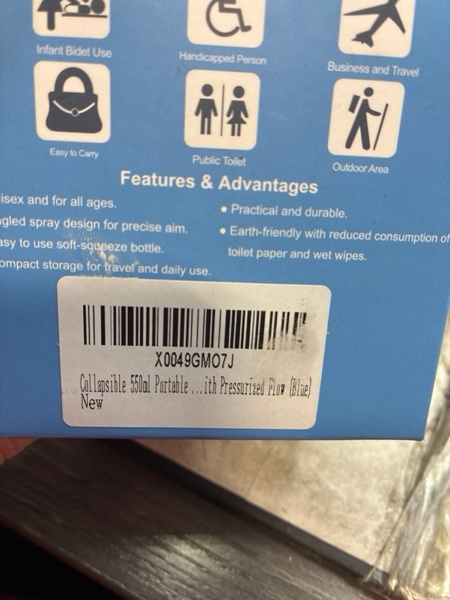 Infant Bidet Use
Handicapped Person
Business and Travel
Easy to Carry
Public Toilet
Outdoor Area
Features & Advantages
isex and for all ages.
gled spray design for precise aim.
asy to use soft-squeeze bottle.
ompact storage for travel and daily use.
• Practical and durable.
• Earth-friendly with reduced consumption of
toilet paper and wet wipes.
X0049GMO7J
Collapsible 550ml Portable ...ith Pressurized Flow (Blue)
New